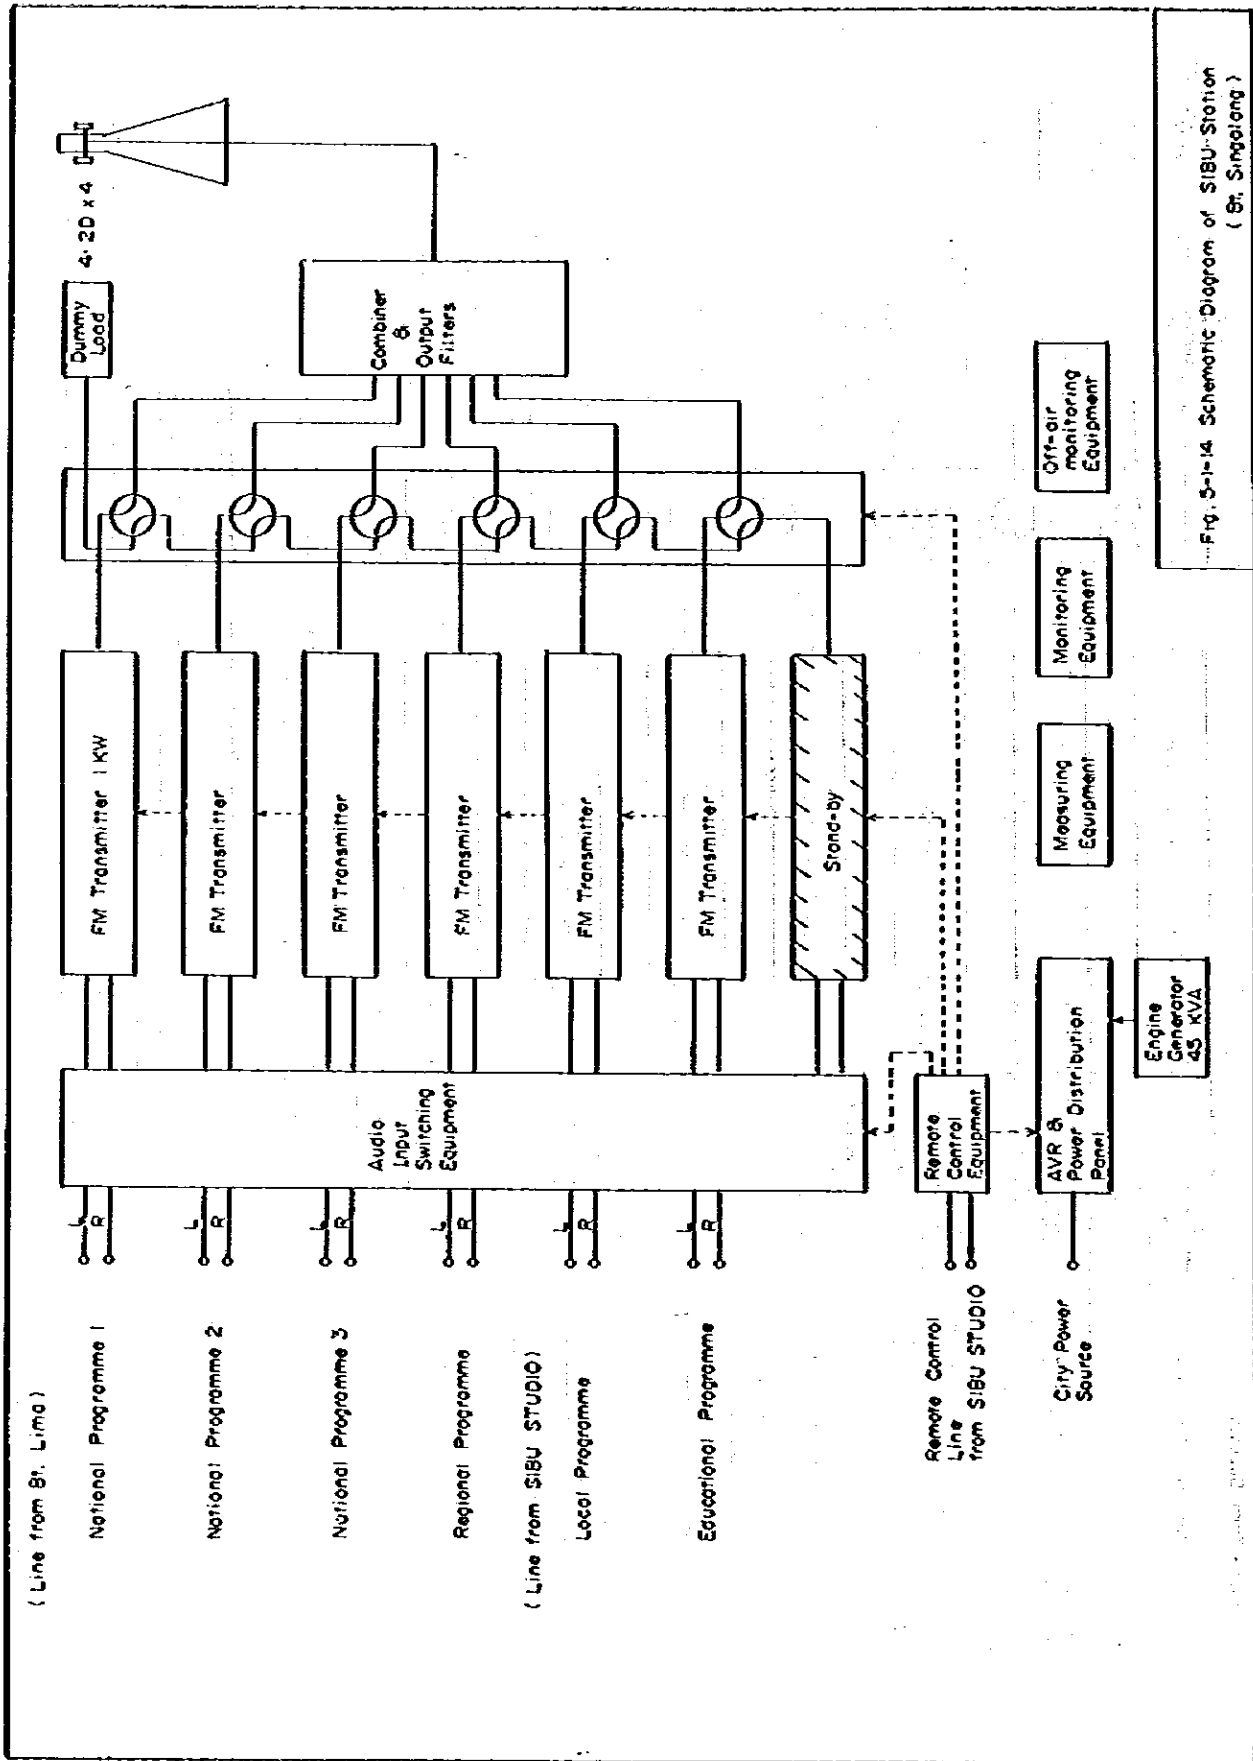 ( Line from Bt. Lima )
National Programme 1
National Programme 2
National Programme 3
Regional Programme
( Line from SIBU STUDIO )
Local Programme
Educational Programme
Remote Control
Line
from SIBU STUDIO
City Power
Source
L
R
L
R
L
R
L
R
L
R
L
R
Audio
Input
Switching
Equipment
Remote
Control
Equipment
AVR &
Power Distribution
Panel
Engine
Generator
45 KVA
FM Transmitter 1 KW
FM Transmitter
FM Transmitter
FM Transmitter
FM Transmitter
FM Transmitter
Stand-by
Measuring
Equipment
Monitoring
Equipment
Off-air
monitoring
Equipment
Dummy
Load
4. 2D x 4
Combiner
&
Output
Filters
Fig. 5-1-14 Schematic Diagram of SIBU Station
( Bt. Singalang )